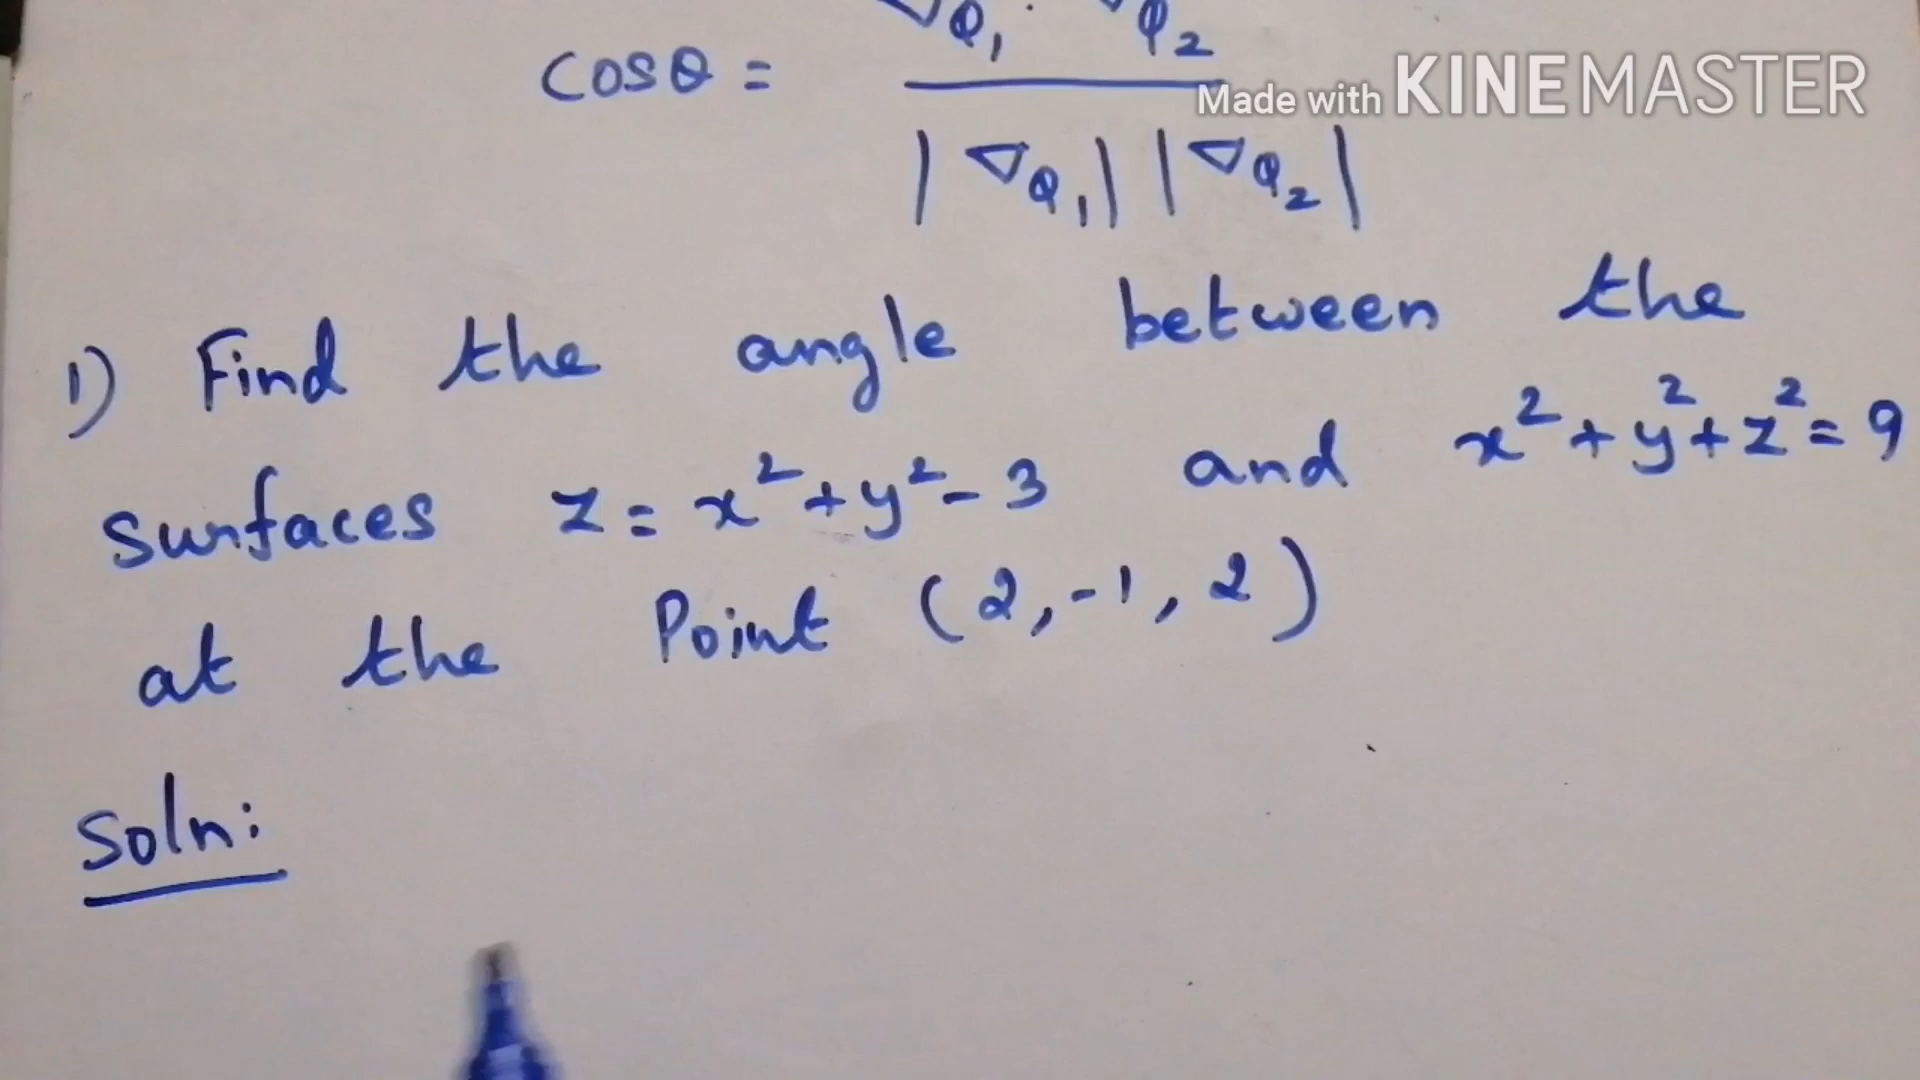 ∇φ₁ · ∇φ₂
cosθ =
Made with KINEMASTER
|∇φ₁| |∇φ₂|
1) Find the angle between the
surfaces z = x² + y² - 3 and x² + y² + z² = 9
at the Point (2, -1, 2)
Soln: